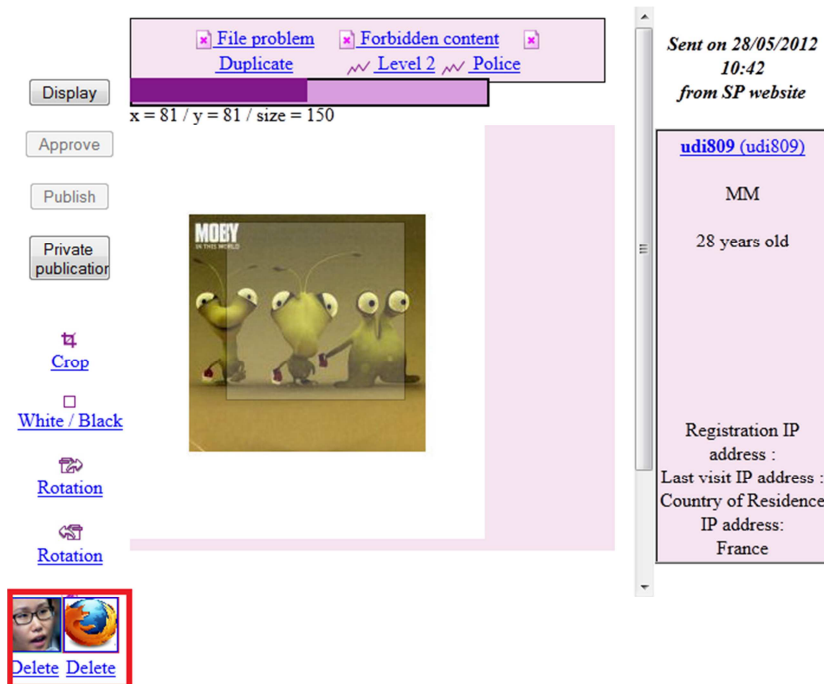 File problem Forbidden content
Duplicate Level 2 Police
Display
x = 81 / y = 81 / size = 150
Approve
Publish
Private
publication
MOBY
IN THIS WORLD
Crop
White / Black
Rotation
Rotation
Delete Delete
Sent on 28/05/2012
10:42
from SP website
udi809 (udi809)
MM
28 years old
Registration IP
address :
Last visit IP address :
Country of Residence
IP address:
France